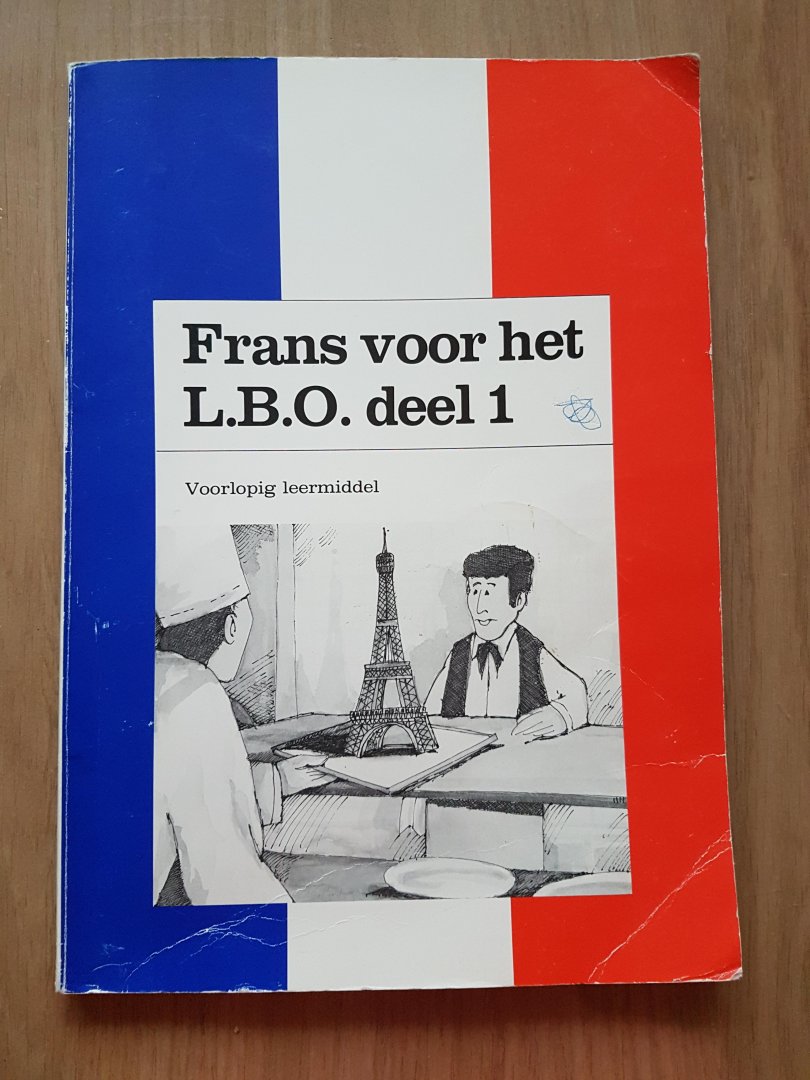 Frans voor het
L.B.O. deel 1
Voorlopig leermiddel